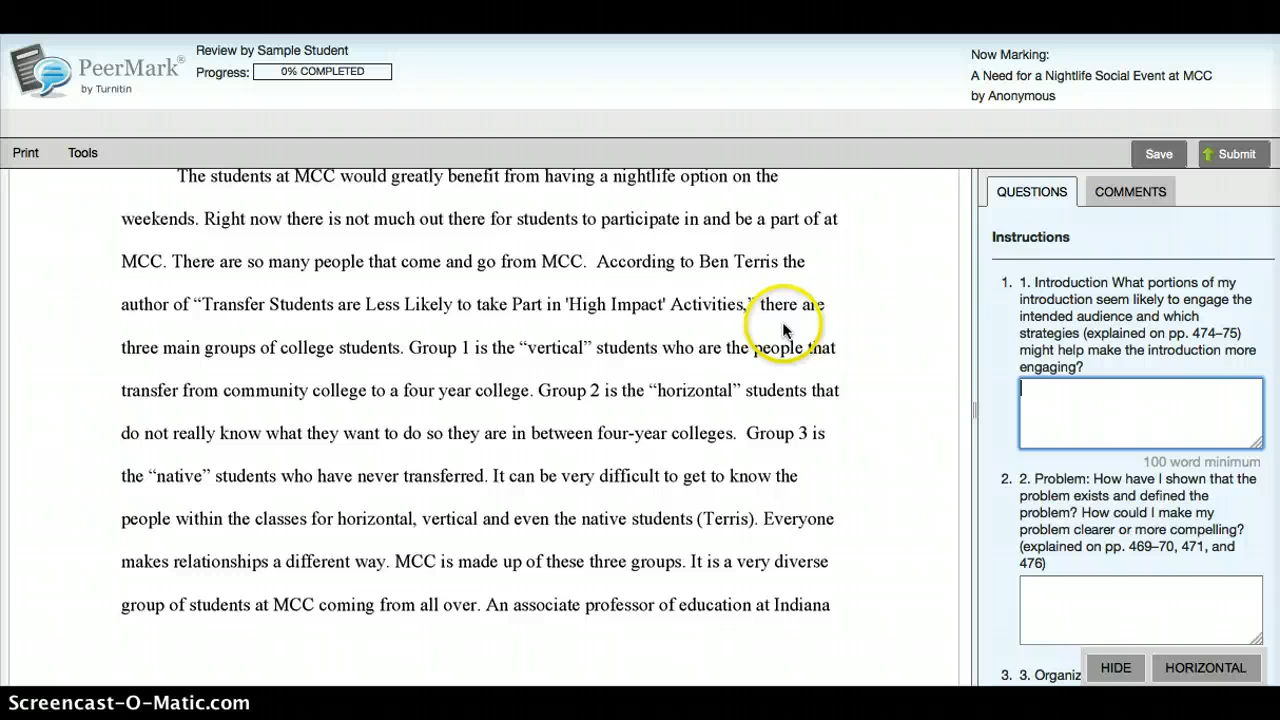 PeerMark®
by Turnitin
Review by Sample Student
Progress: 0% COMPLETED
Now Marking:
A Need for a Nightlife Social Event at MCC
by Anonymous
Print Tools
Save Submit
The students at MCC would greatly benefit from having a nightlife option on the
weekends. Right now there is not much out there for students to participate in and be a part of at
MCC. There are so many people that come and go from MCC.  According to Ben Terris the
author of “Transfer Students are Less Likely to take Part in 'High Impact' Activities,” there are
three main groups of college students. Group 1 is the “vertical” students who are the people that
transfer from community college to a four year college. Group 2 is the “horizontal” students that
do not really know what they want to do so they are in between four-year colleges.  Group 3 is
the “native” students who have never transferred. It can be very difficult to get to know the
people within the classes for horizontal, vertical and even the native students (Terris). Everyone
makes relationships a different way. MCC is made up of these three groups. It is a very diverse
group of students at MCC coming from all over. An associate professor of education at Indiana
QUESTIONS COMMENTS
Instructions
1. 1. Introduction What portions of my
introduction seem likely to engage the
intended audience and which
strategies (explained on pp. 474–75)
might help make the introduction more
engaging?
100 word minimum
2. 2. Problem: How have I shown that the
problem exists and defined the
problem? How could I make my
problem clearer or more compelling?
(explained on pp. 469–70, 471, and
476)
3. 3. Organiz
HIDE HORIZONTAL
Screencast-O-Matic.com